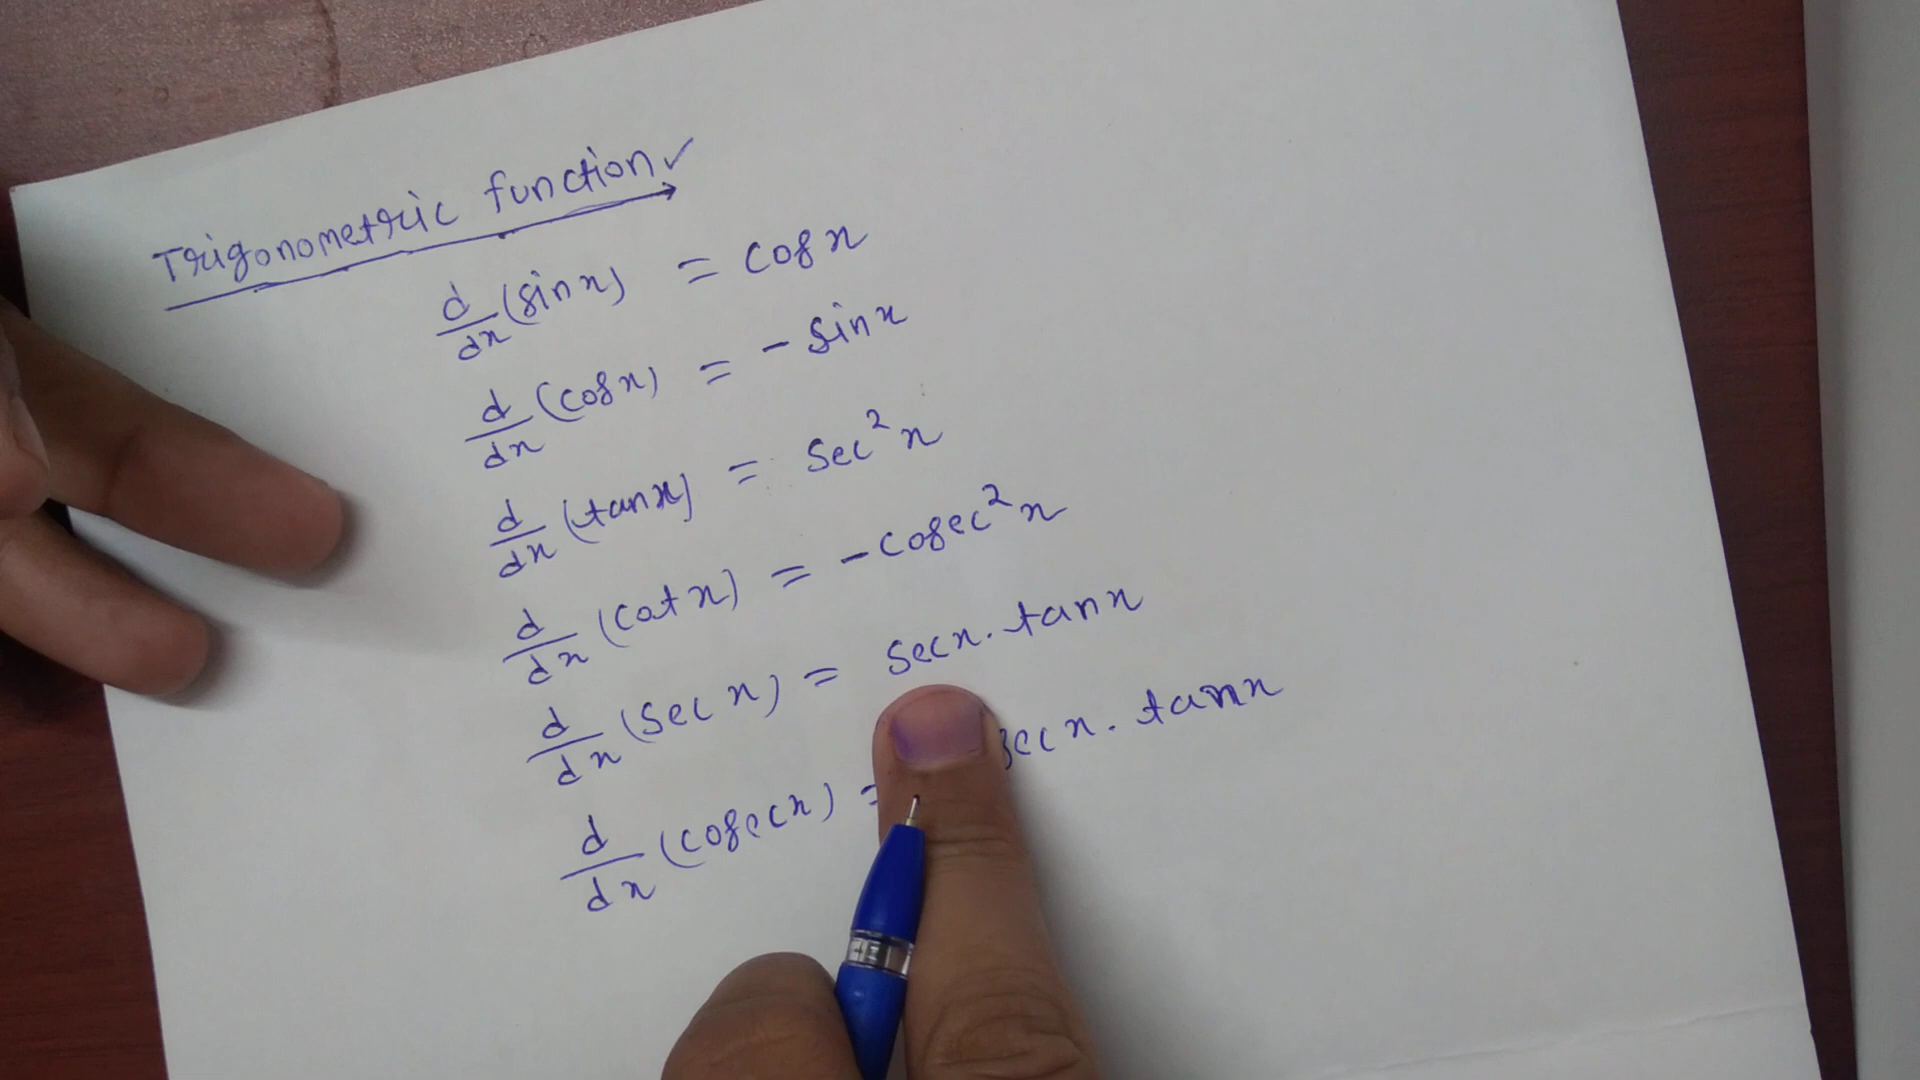 Trigonometric function✓
d/dx (sin x) = cos x
d/dx (cos x) = - sin x
d/dx (tan x) = sec² x
d/dx (cot x) = - cosec² x
d/dx (sec x) = sec x . tan x
d/dx (cosec x) = sec x . tan x